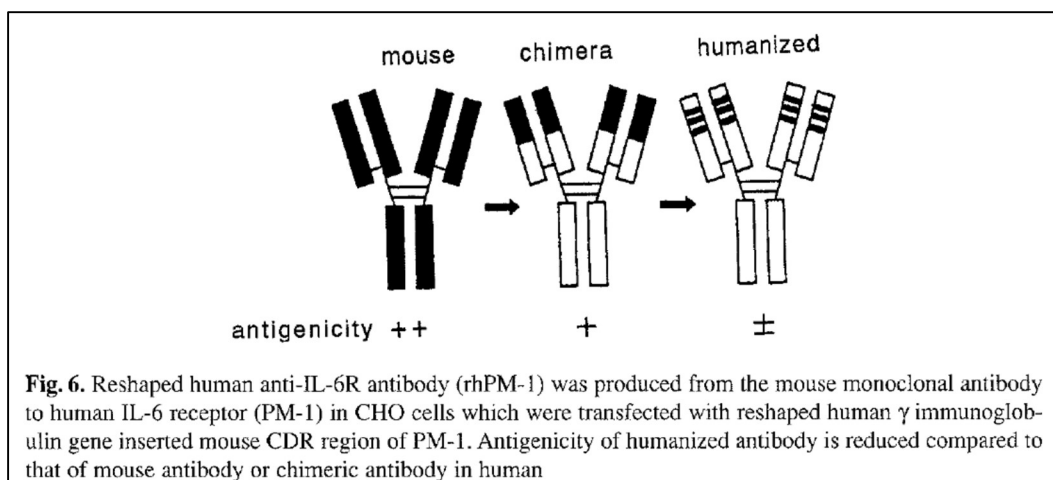 mouse chimera humanized
antigenicity ++ + ±
Fig. 6. Reshaped human anti-IL-6R antibody (rhPM-1) was produced from the mouse monoclonal antibody
to human IL-6 receptor (PM-1) in CHO cells which were transfected with reshaped human γ immunoglob-
ulin gene inserted mouse CDR region of PM-1. Antigenicity of humanized antibody is reduced compared to
that of mouse antibody or chimeric antibody in human